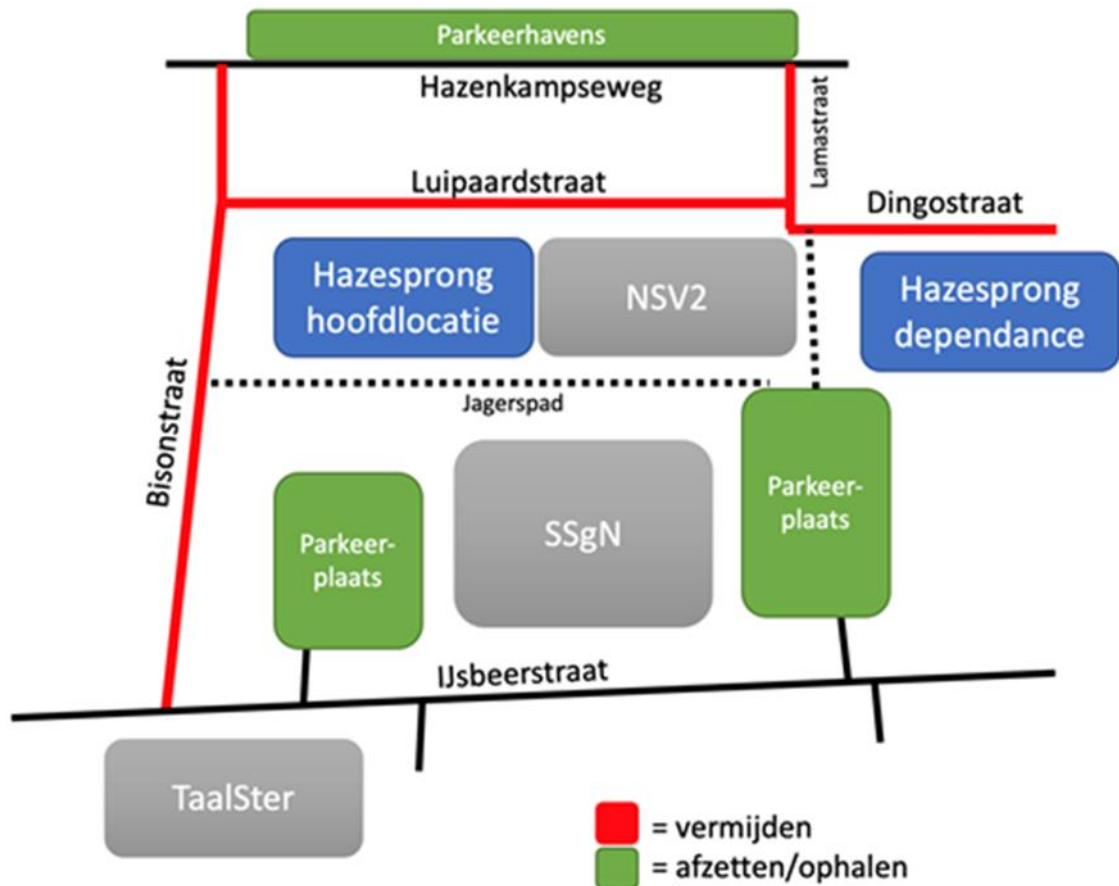 Parkeerhavens
Hazenkampseweg
Lamastraat
Luipaardstraat
Dingostraat
Hazesprong
hoofdlocatie
NSV2
Hazesprong
dependance
Bisonstraat
Jagerspad
Parkeer-
plaats
SSgN
Parkeer-
plaats
IJsbeerstraat
TaalSter
= vermijden
= afzetten/ophalen